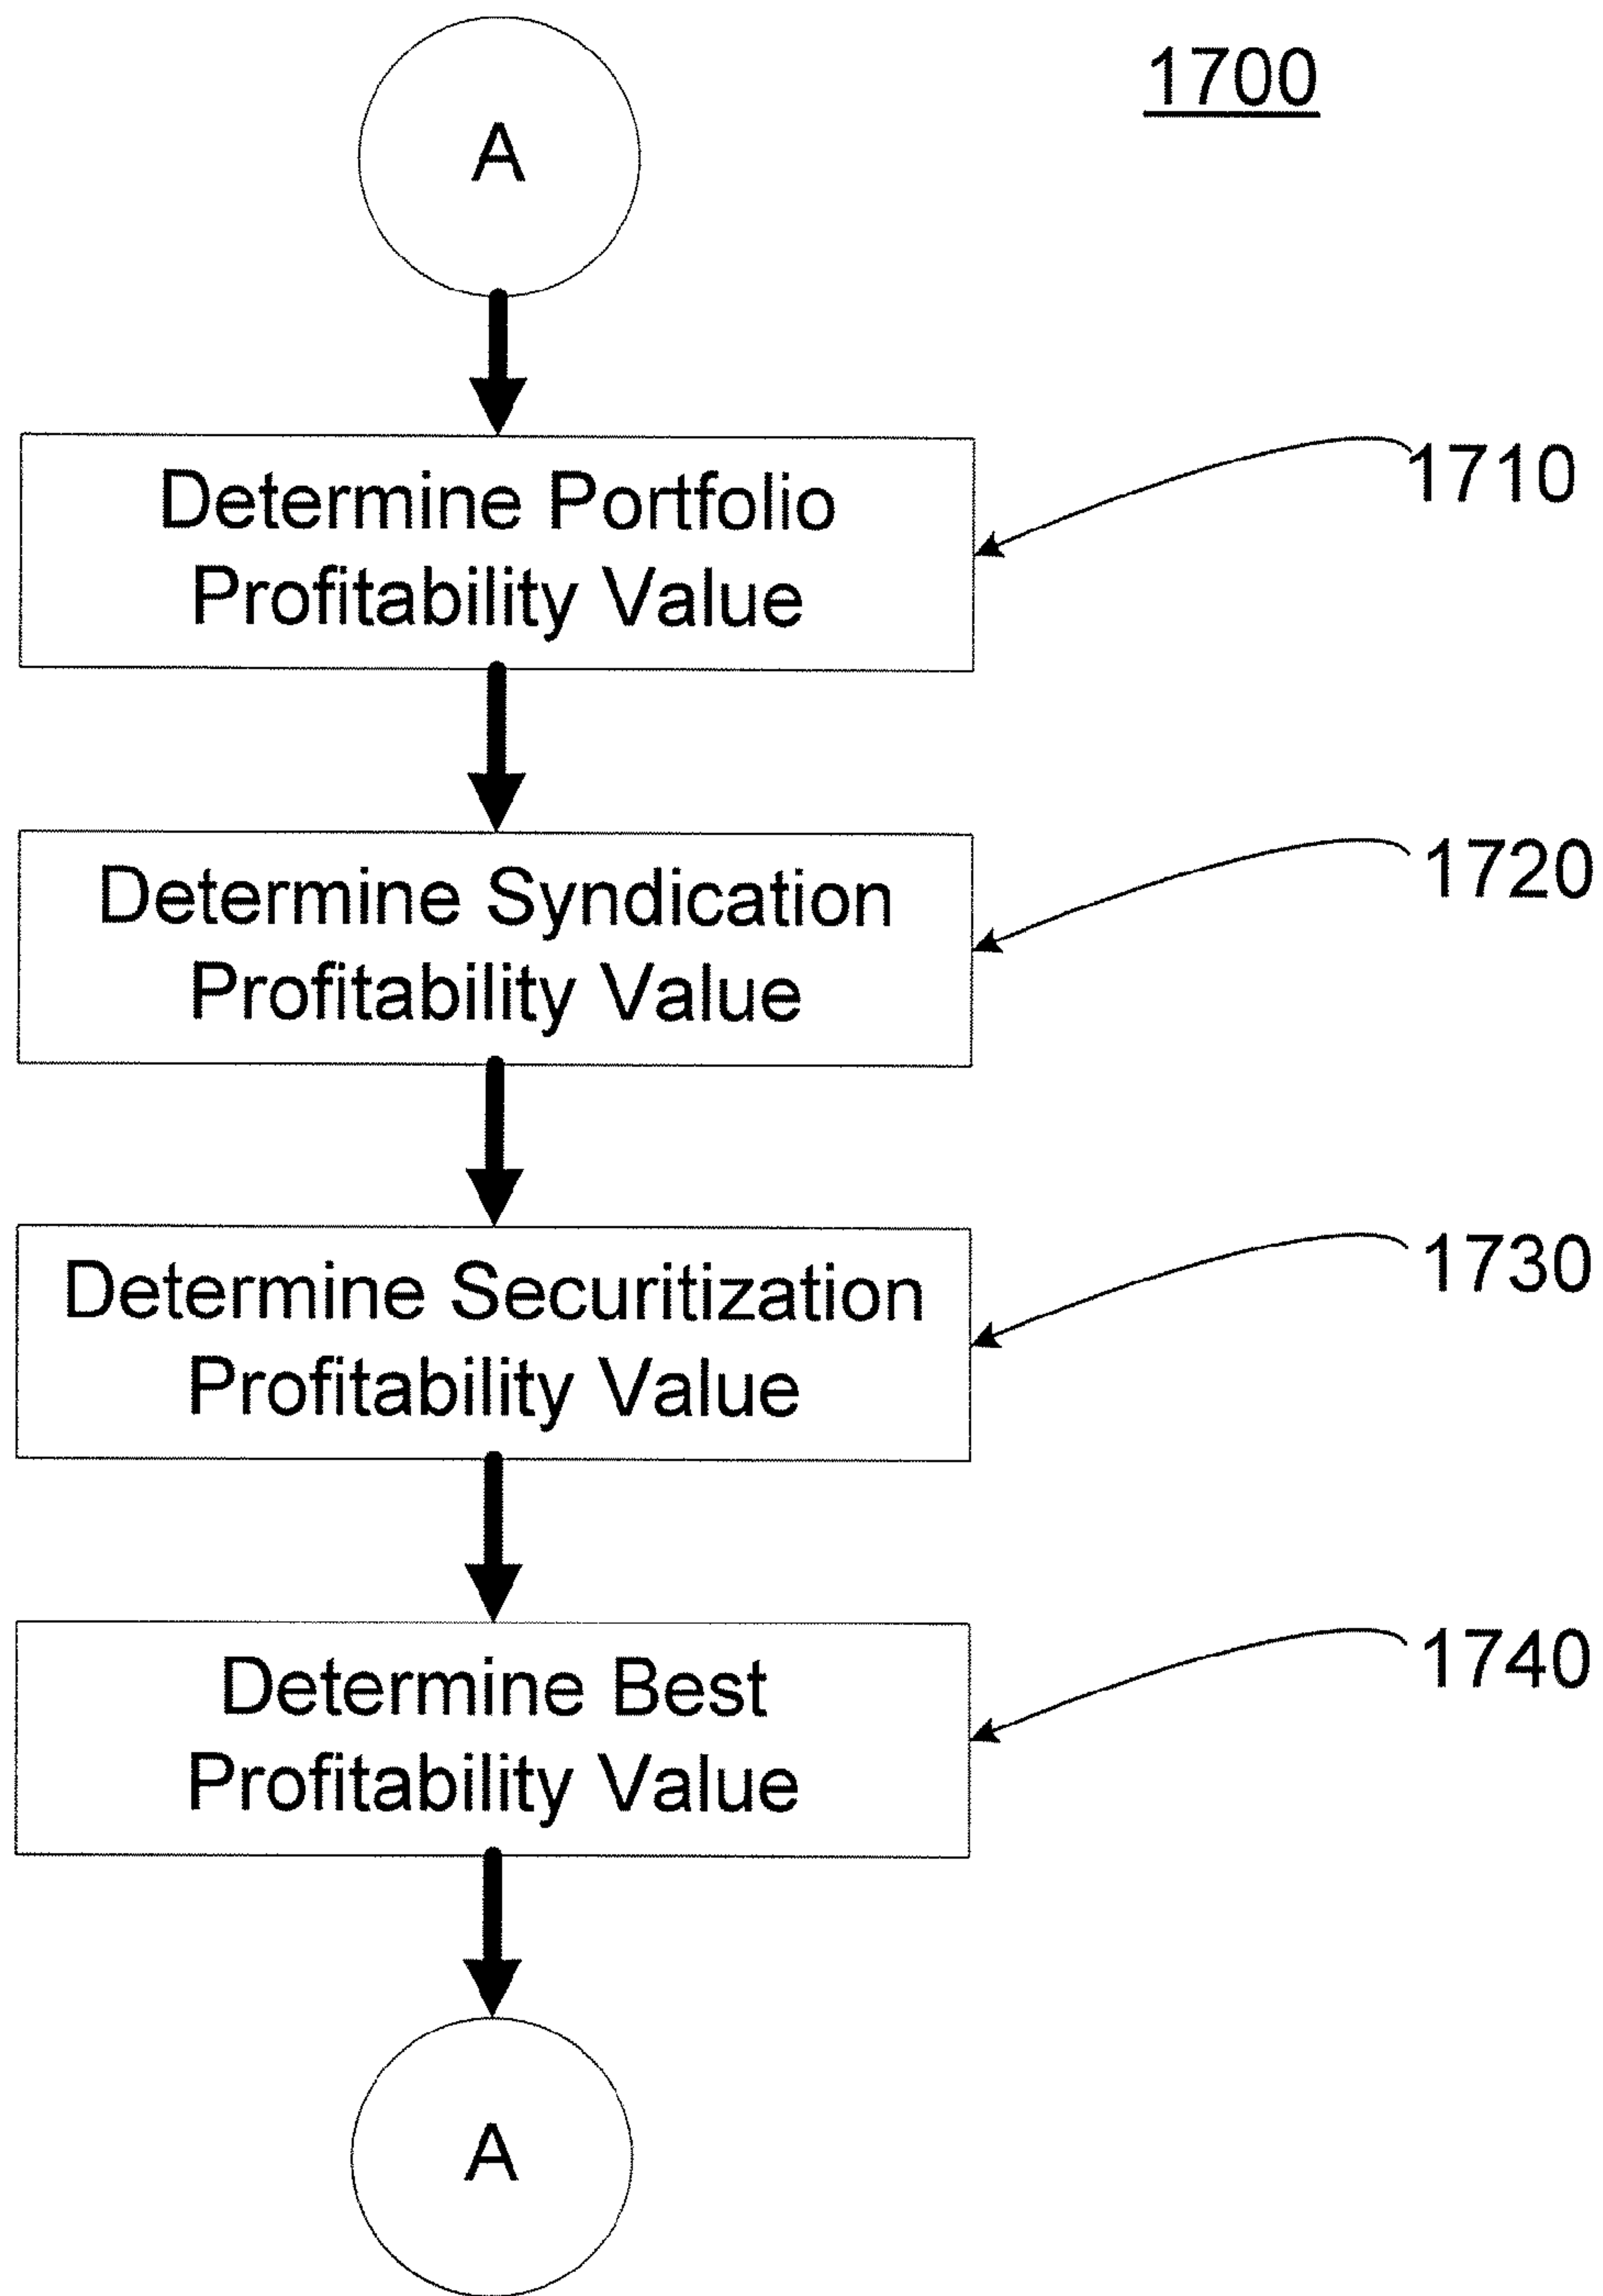 1700
A
Determine Portfolio
Profitability Value
1710
Determine Syndication
Profitability Value
1720
Determine Securitization
Profitability Value
1730
Determine Best
Profitability Value
1740
A